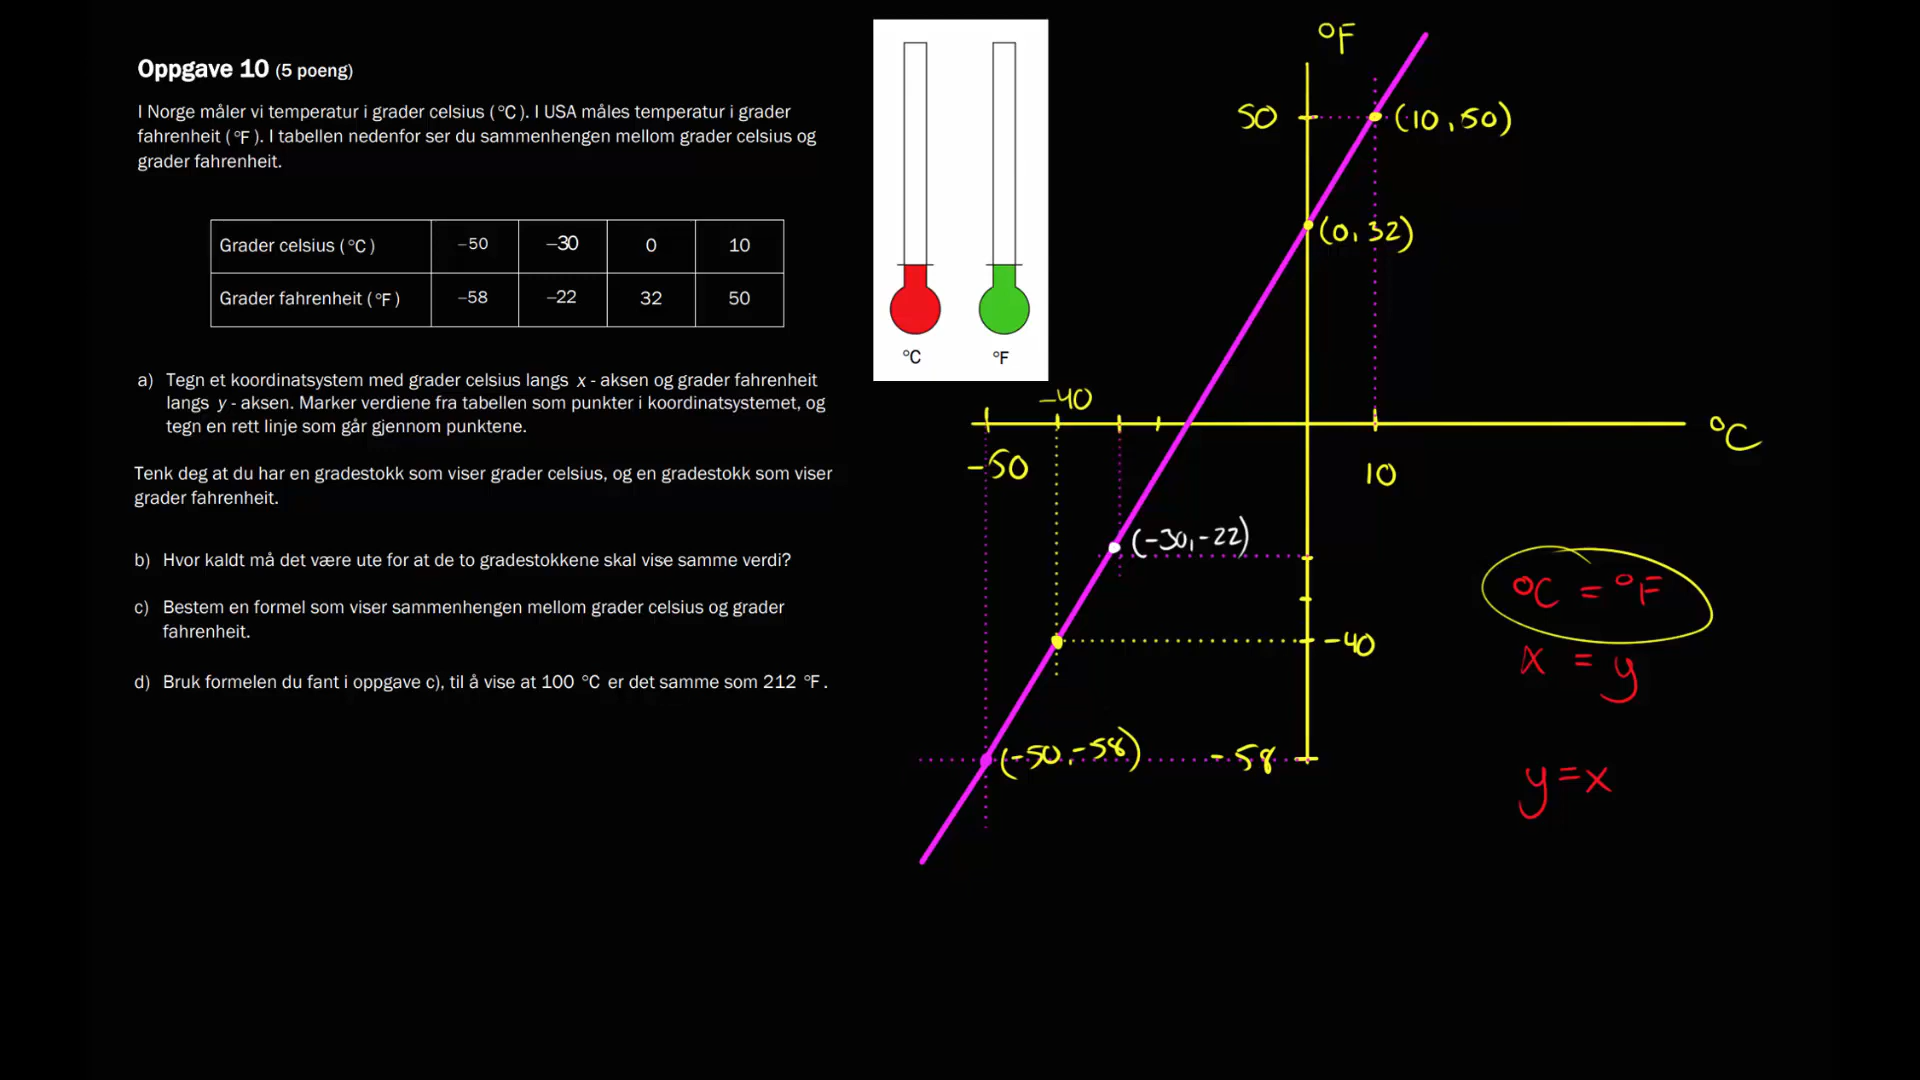 Oppgave 10 (5 poeng)
I Norge måler vi temperatur i grader celsius (°C). I USA måles temperatur i grader
fahrenheit (°F). I tabellen nedenfor ser du sammenhengen mellom grader celsius og
grader fahrenheit.
Grader celsius (°C) −50 −30 0 10
Grader fahrenheit (°F) −58 −22 32 50
a) Tegn et koordinatsystem med grader celsius langs x - aksen og grader fahrenheit
langs y - aksen. Marker verdiene fra tabellen som punkter i koordinatsystemet, og
tegn en rett linje som går gjennom punktene.
Tenk deg at du har en gradestokk som viser grader celsius, og en gradestokk som viser
grader fahrenheit.
b) Hvor kaldt må det være ute for at de to gradestokkene skal vise samme verdi?
c) Bestem en formel som viser sammenhengen mellom grader celsius og grader
fahrenheit.
d) Bruk formelen du fant i oppgave c), til å vise at 100 °C er det samme som 212 °F.
°C °F
°F
50 (10,50)
(0,32)
-40
°C
-50 10
(-30,-22)
-40
(-50,-58) -58
°C = °F
x = y
y=x